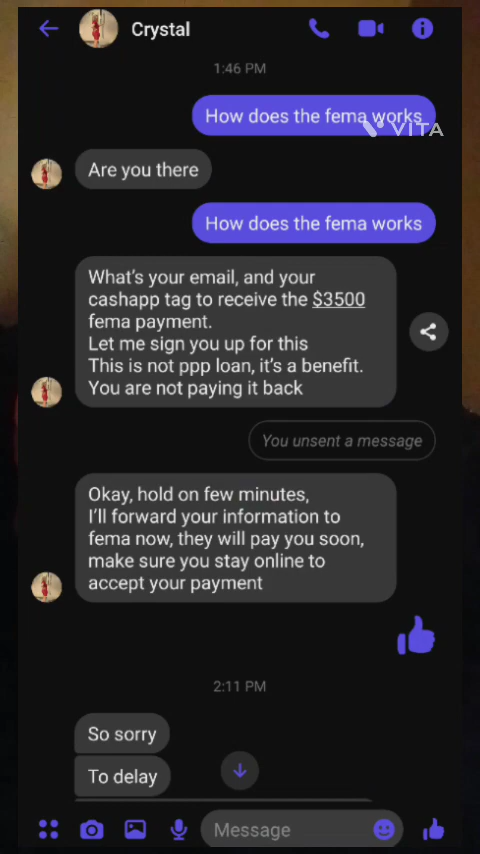 Crystal
1:46 PM
How does the fema works
VITA
Are you there
How does the fema works
What's your email, and your
cashapp tag to receive the $3500
fema payment.
Let me sign you up for this
This is not ppp loan, it's a benefit.
You are not paying it back
You unsent a message
Okay, hold on few minutes,
I'll forward your information to
fema now, they will pay you soon,
make sure you stay online to
accept your payment
2:11 PM
So sorry
To delay
Message